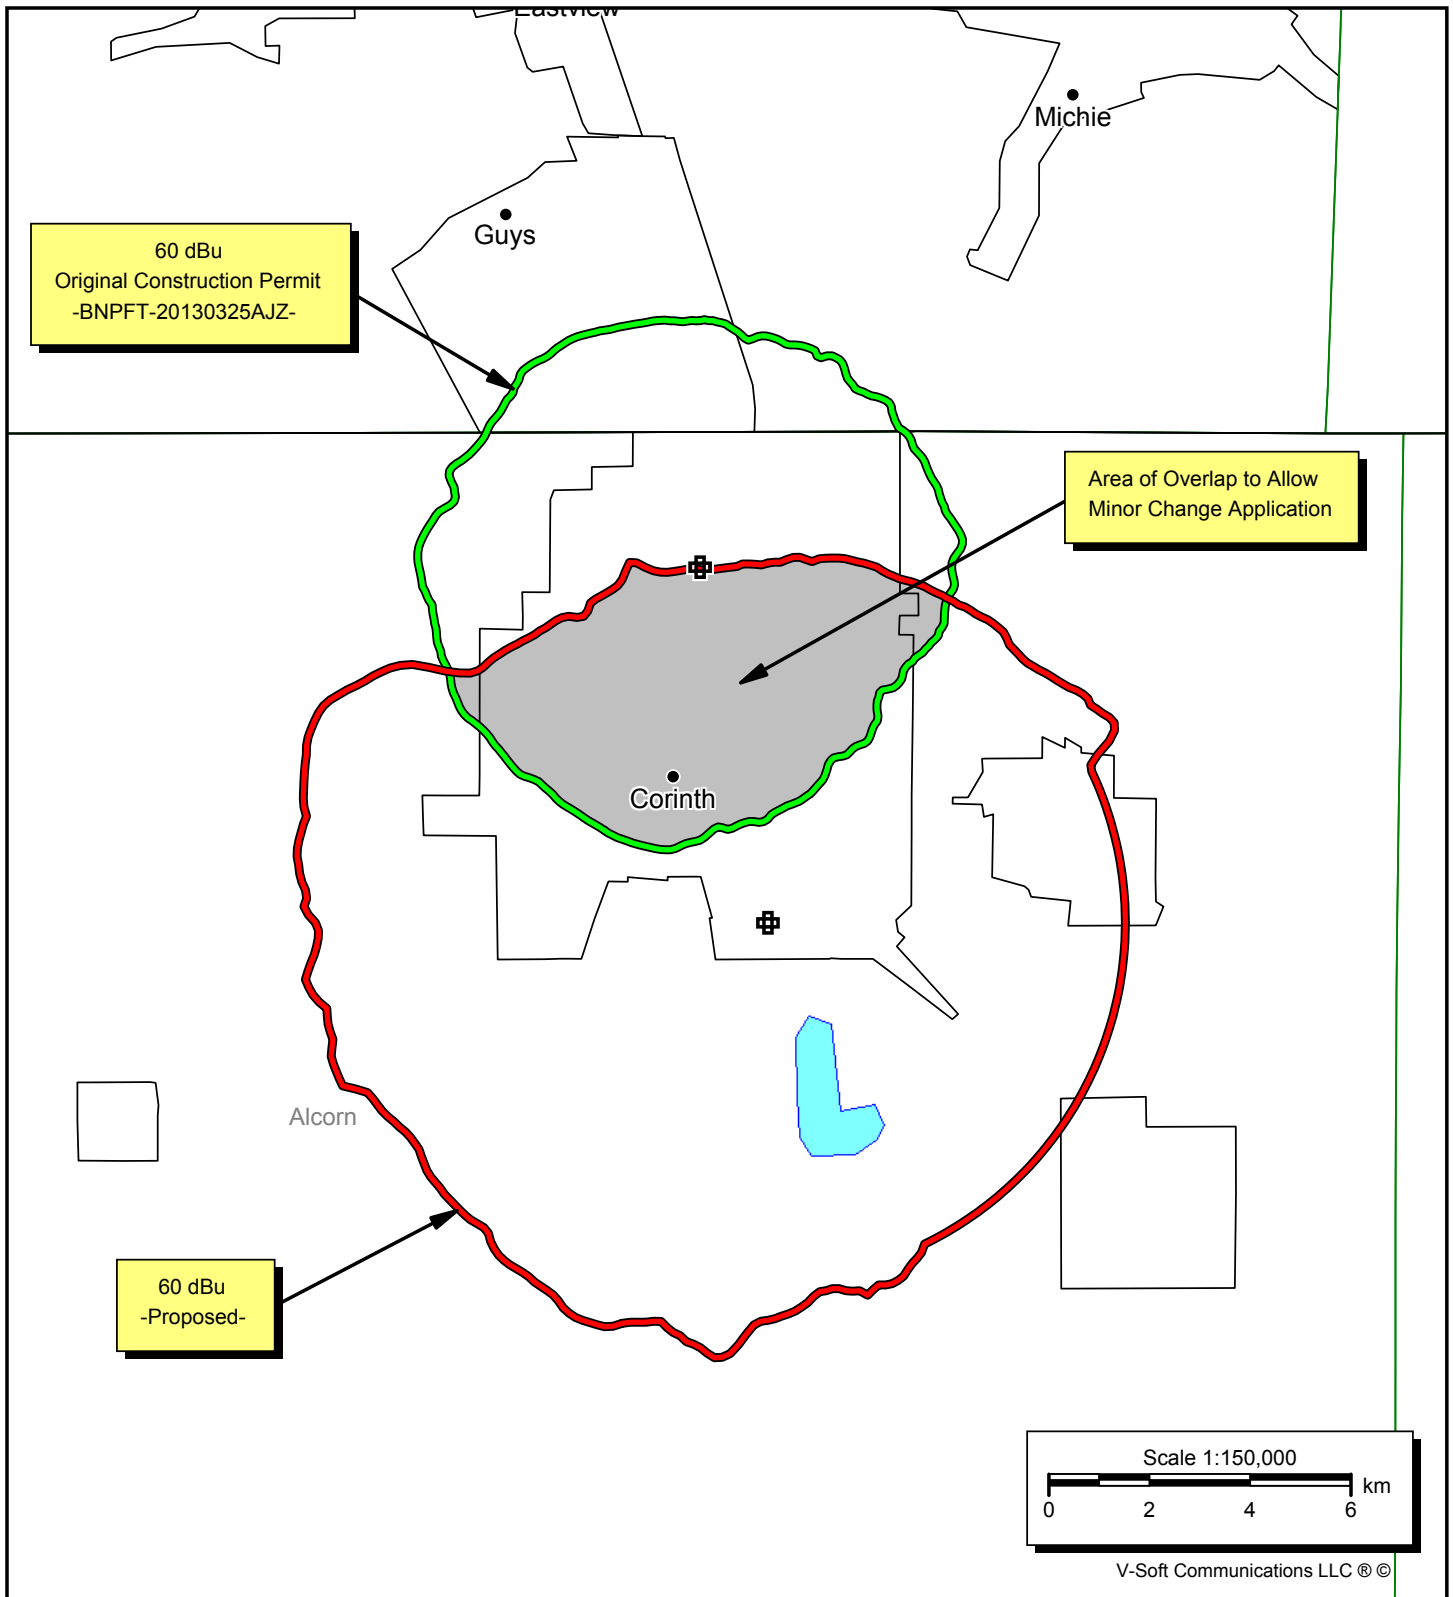 Eastview
Michie
Guys
60 dBu
Original Construction Permit
-BNPFT-20130325AJZ-
Area of Overlap to Allow
Minor Change Application
Corinth
Alcorn
60 dBu
-Proposed-
Scale 1:150,000
km
0 2 4 6
V-Soft Communications LLC ® ©